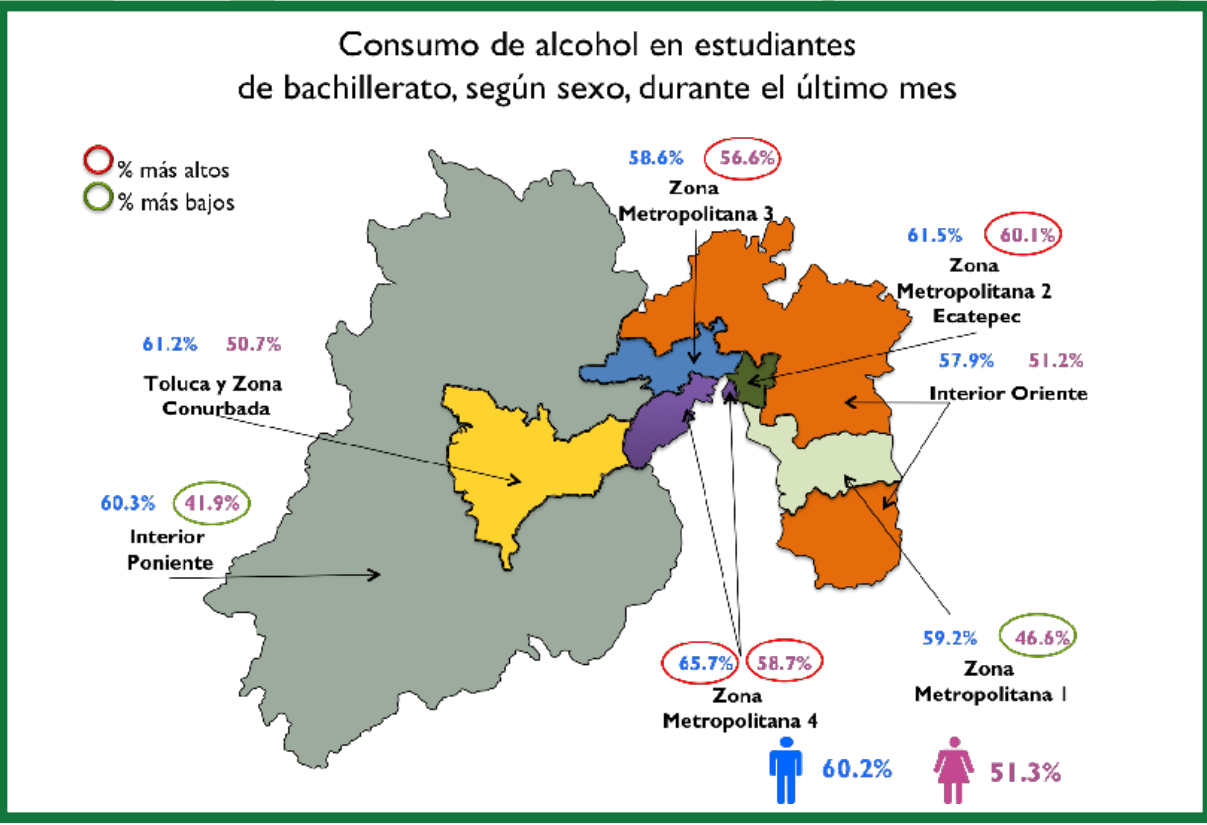 Consumo de alcohol en estudiantes
de bachillerato, según sexo, durante el último mes
% más altos
% más bajos
58.6% 56.6%
Zona
Metropolitana 3
61.5% 60.1%
Zona
Metropolitana 2
Ecatepec
61.2% 50.7%
Toluca y Zona
Conurbada
57.9% 51.2%
Interior Oriente
60.3% 41.9%
Interior
Poniente
59.2% 46.6%
Zona
Metropolitana 1
65.7% 58.7%
Zona
Metropolitana 4
60.2% 51.3%